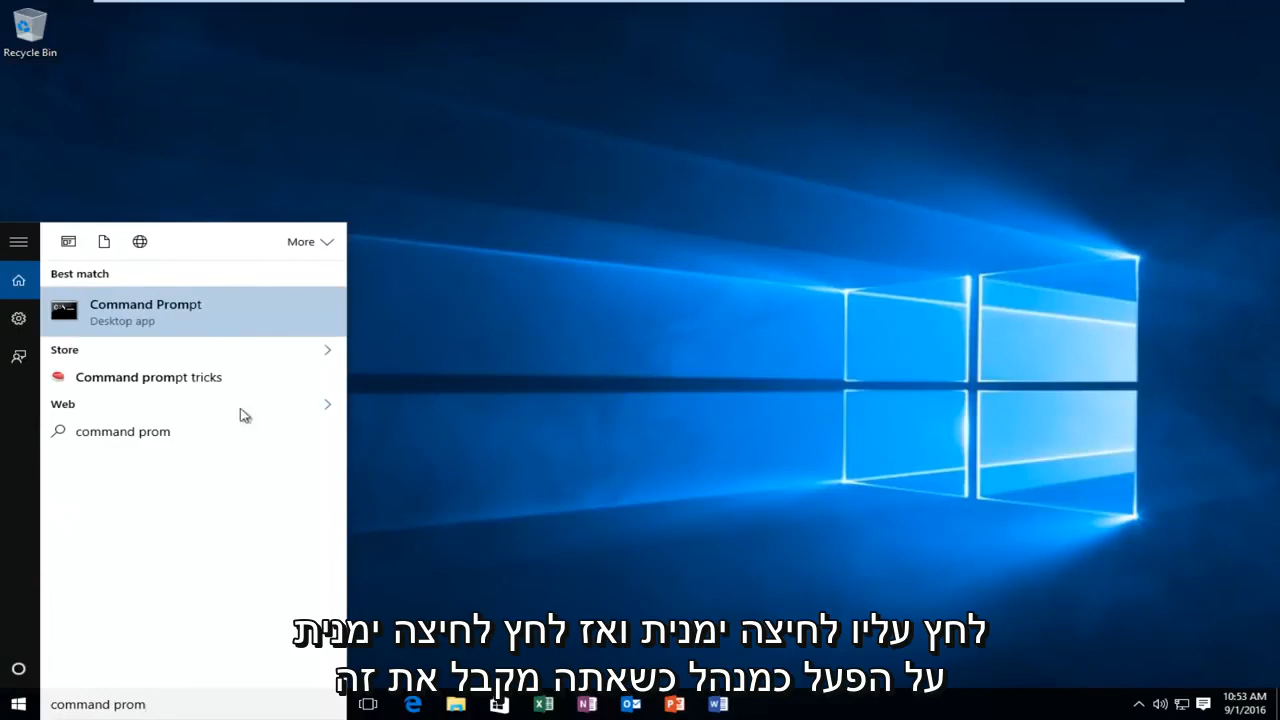 Recycle Bin
More
Best match
Command Prompt
Desktop app
Store
Command prompt tricks
Web
command prom
לחץ עליו לחיצה ימנית ואז לחץ לחיצה ימנית
על הפעל כמנהל כשאתה מקבל את זה
command prom
10:53 AM
9/1/2016